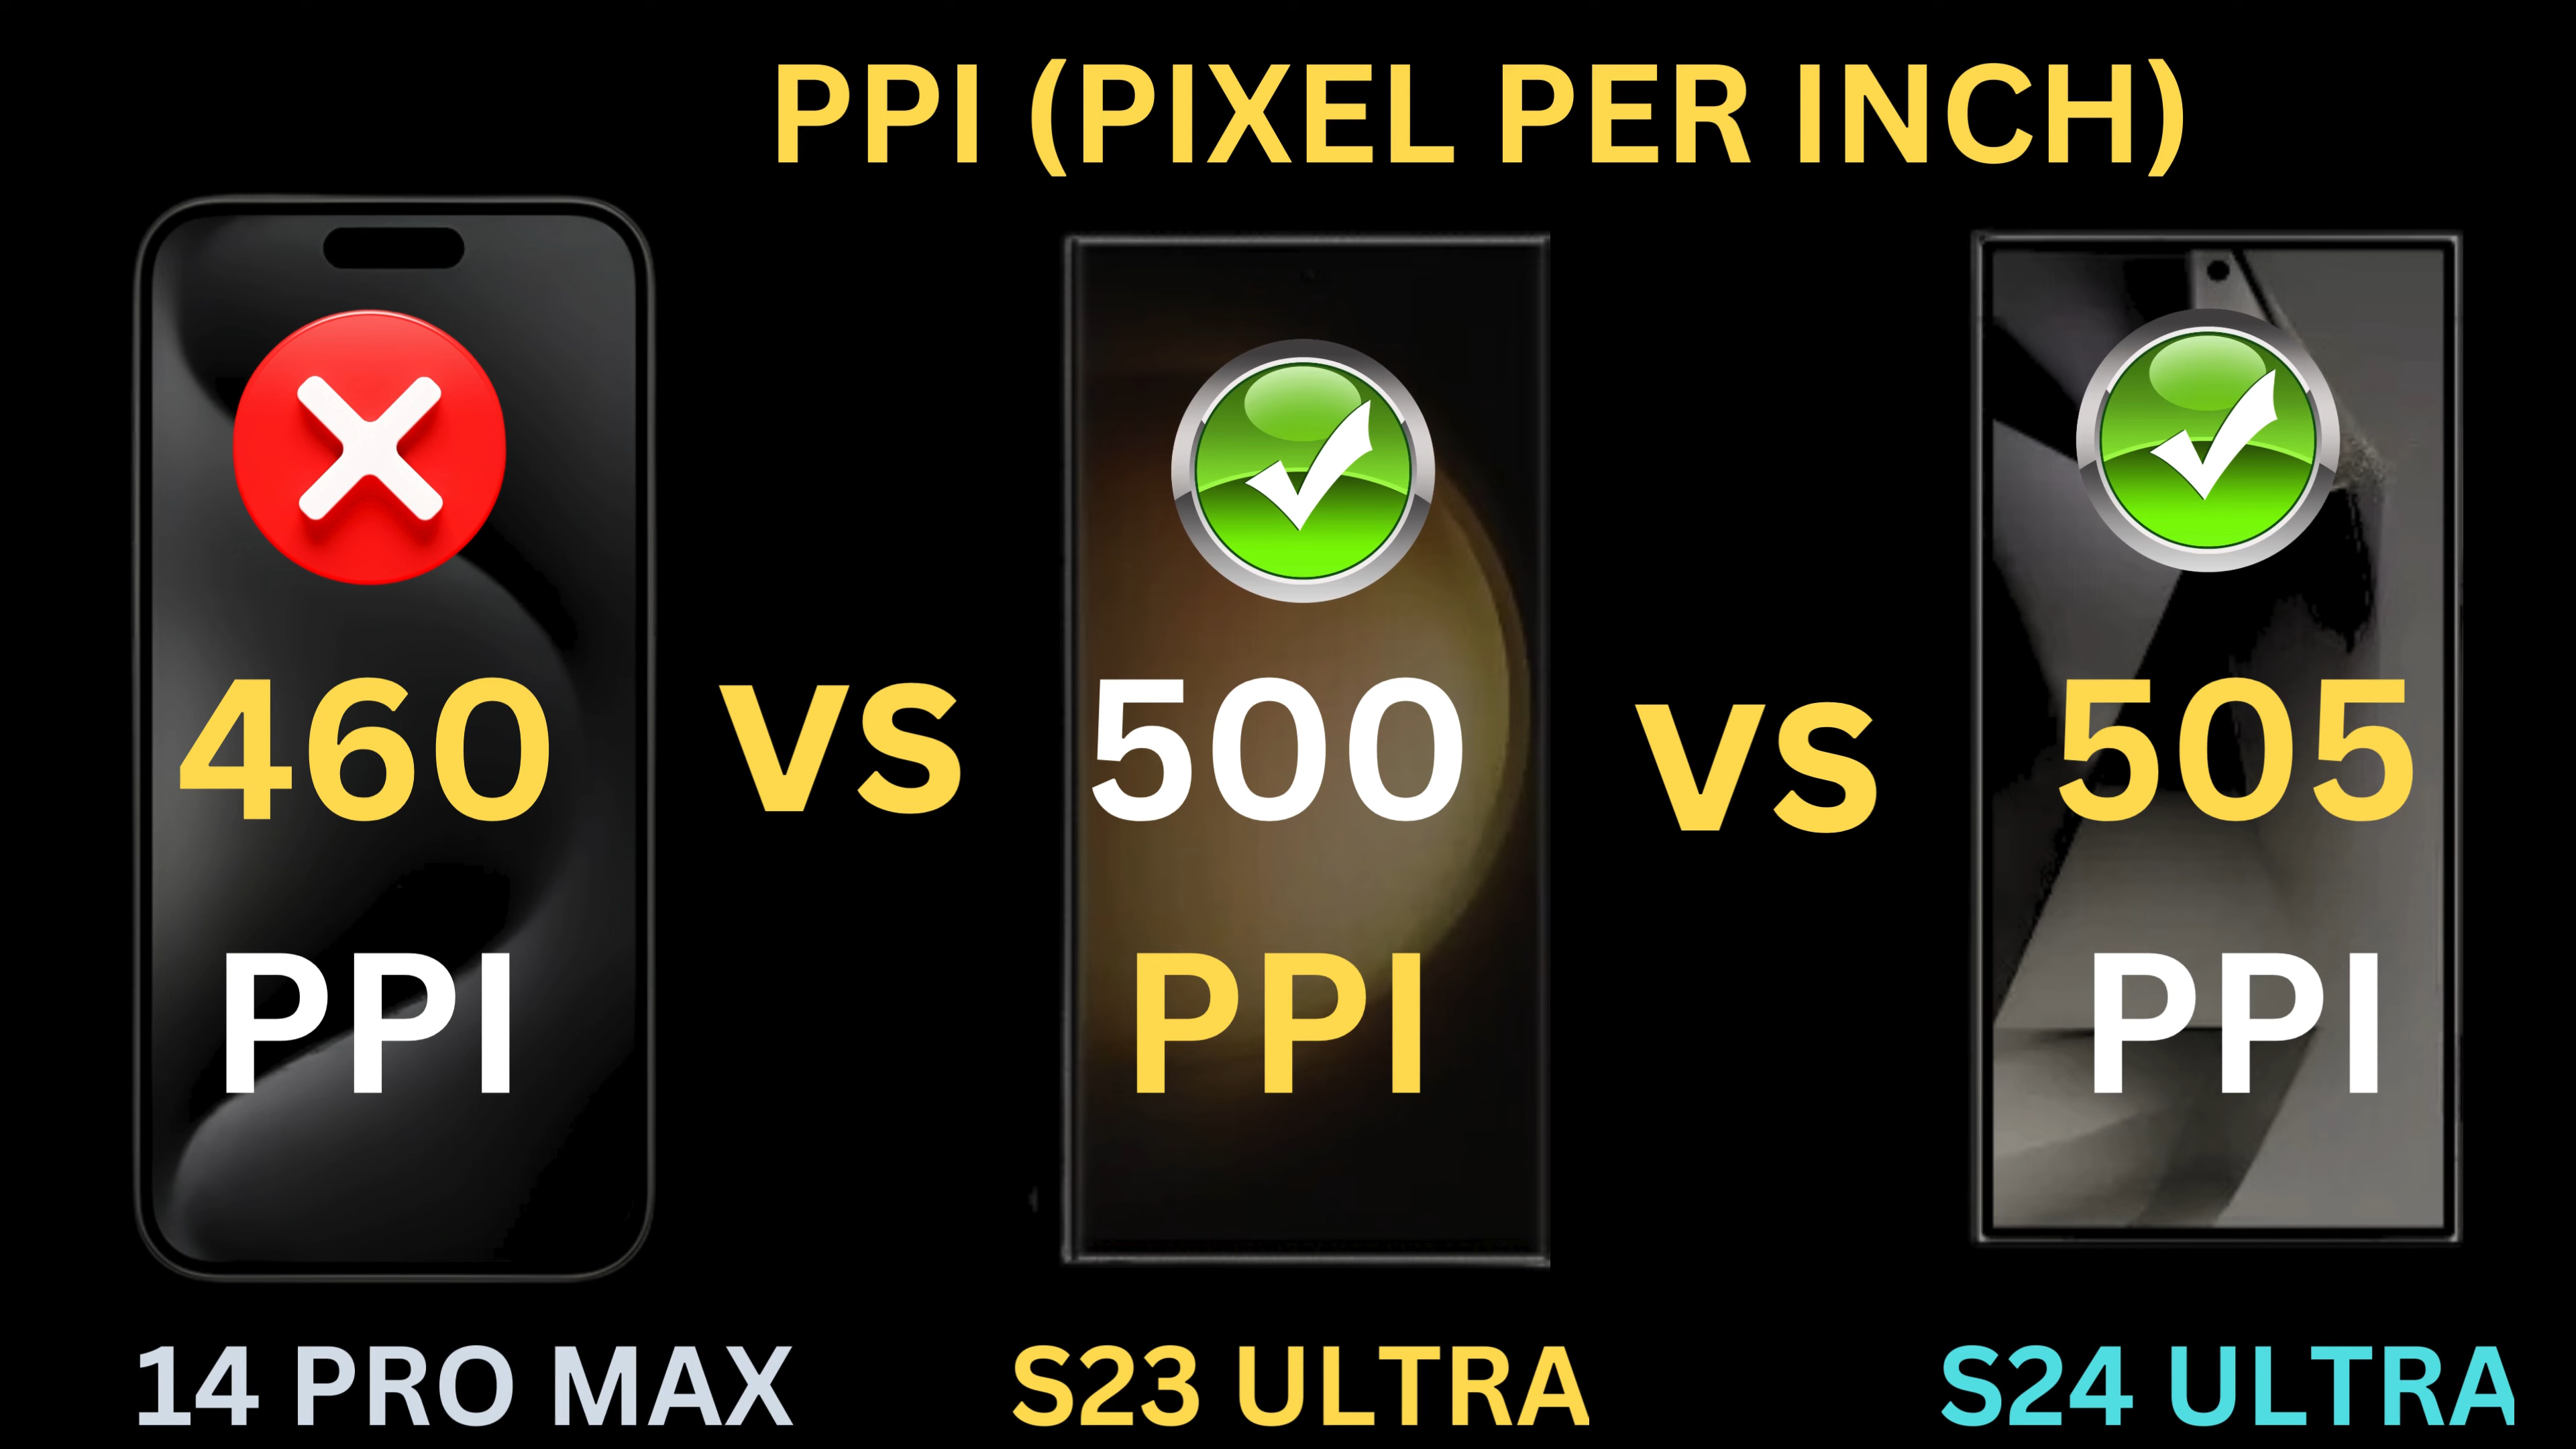 PPI (PIXEL PER INCH)
460
PPI
VS
500
PPI
VS
505
PPI
14 PRO MAX
S23 ULTRA
S24 ULTRA